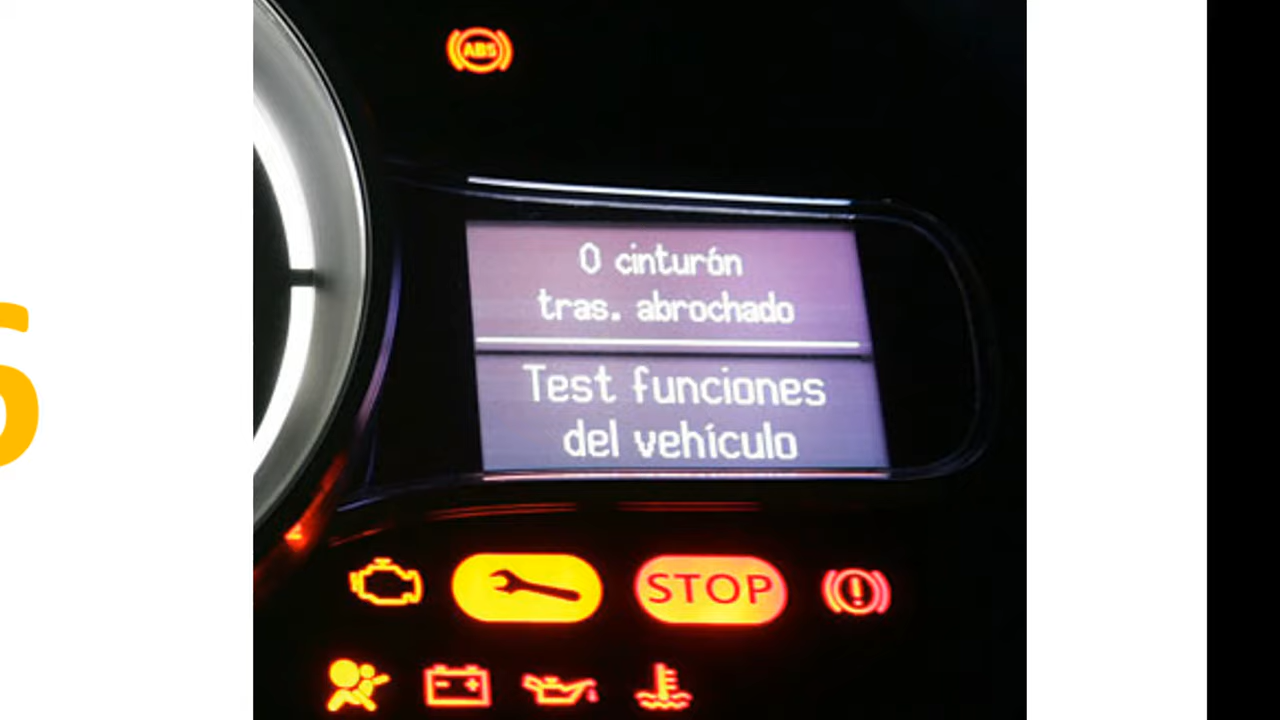 ABS
0 cinturón
tras. abrochado
Test funciones
del vehículo
STOP